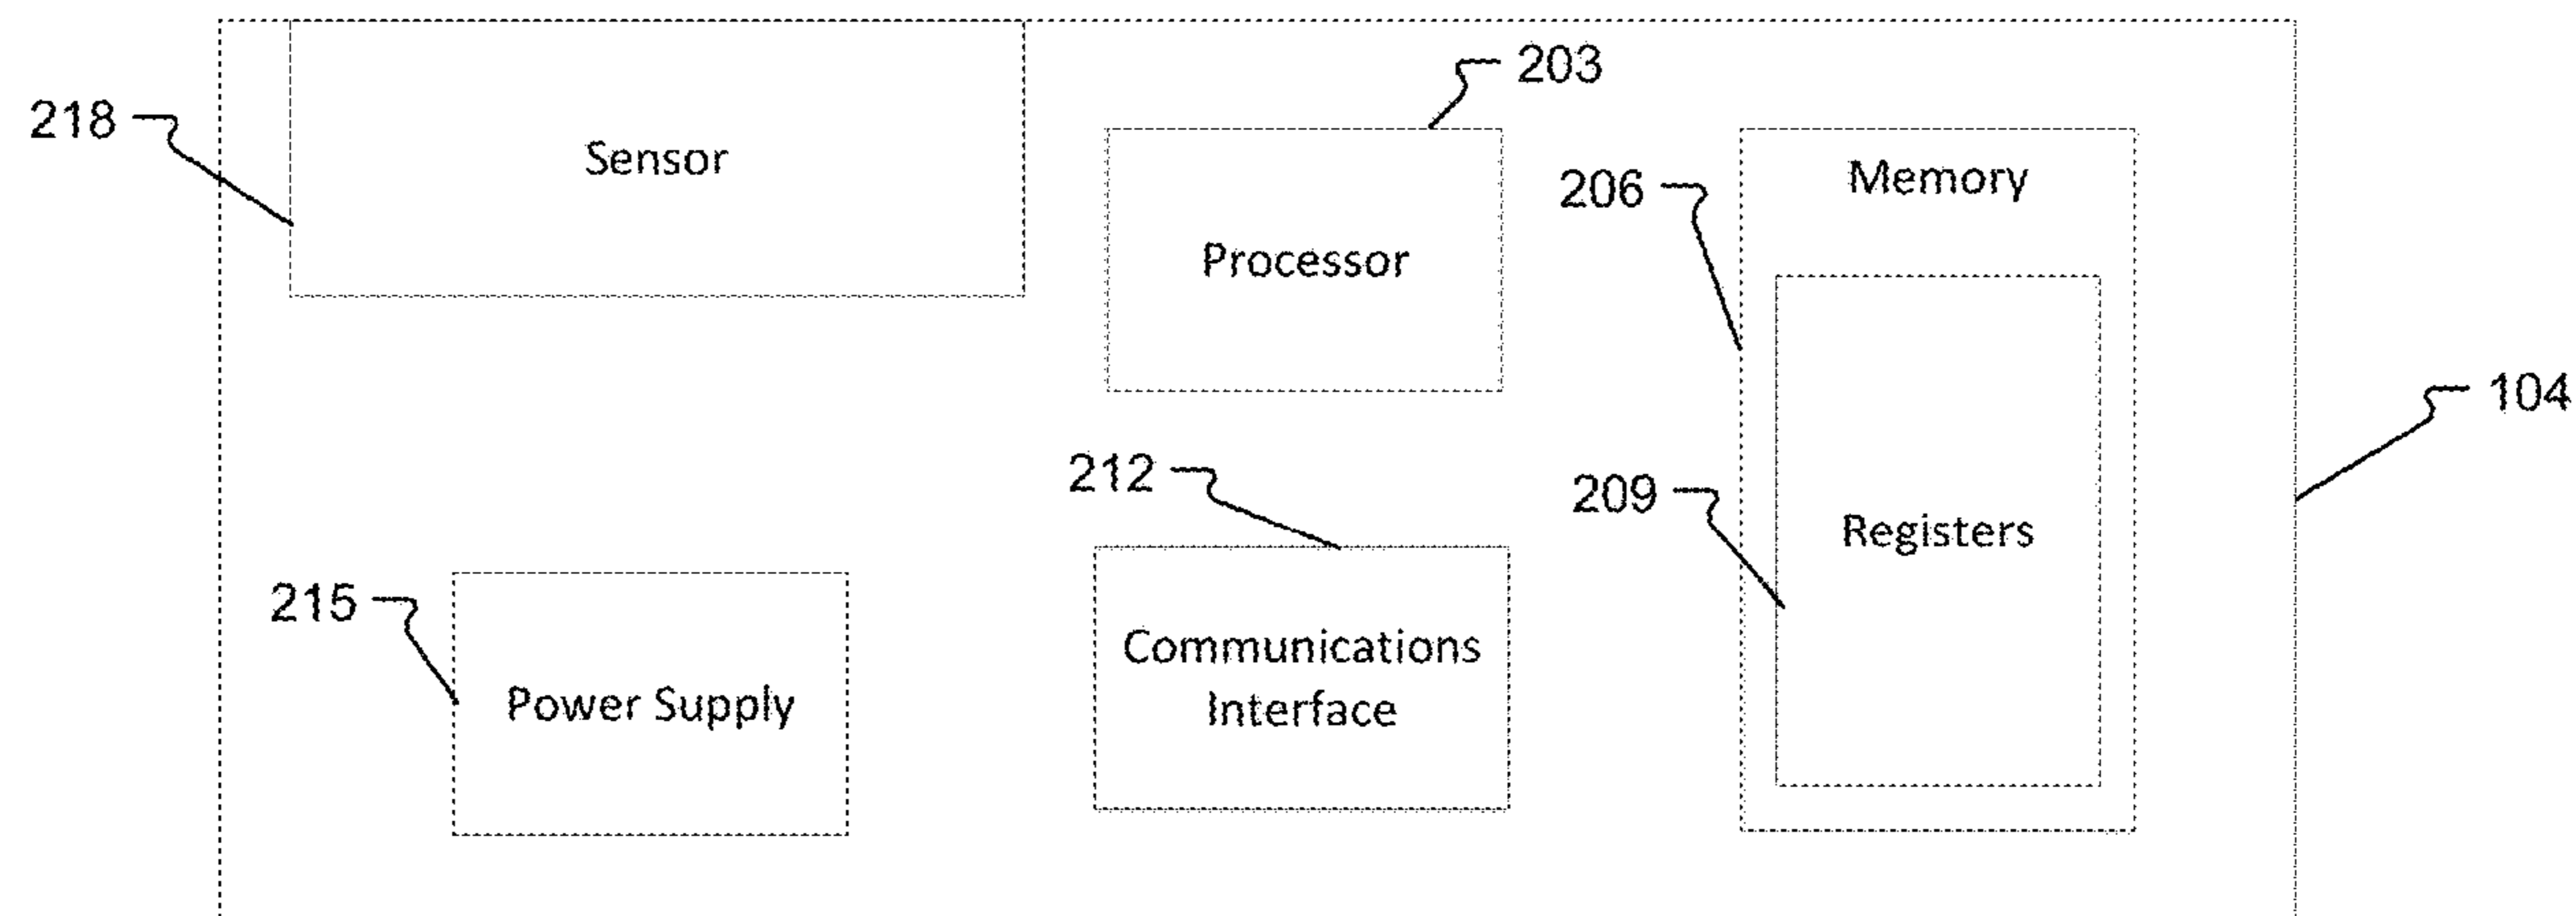 203
218
Sensor
Memory
206
Processor
104
212
209
Registers
215
Communications
Interface
Power Supply